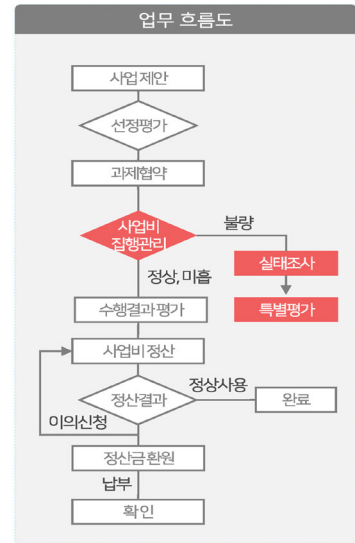 업무 흐름도
사업 제안
선정평가
과제협약
사업비
집행관리
불량
실태조사
특별평가
정상, 미흡
수행결과 평가
사업비 정산
정산결과
정상사용
완료
이의신청
정산금 환원
납부
확인